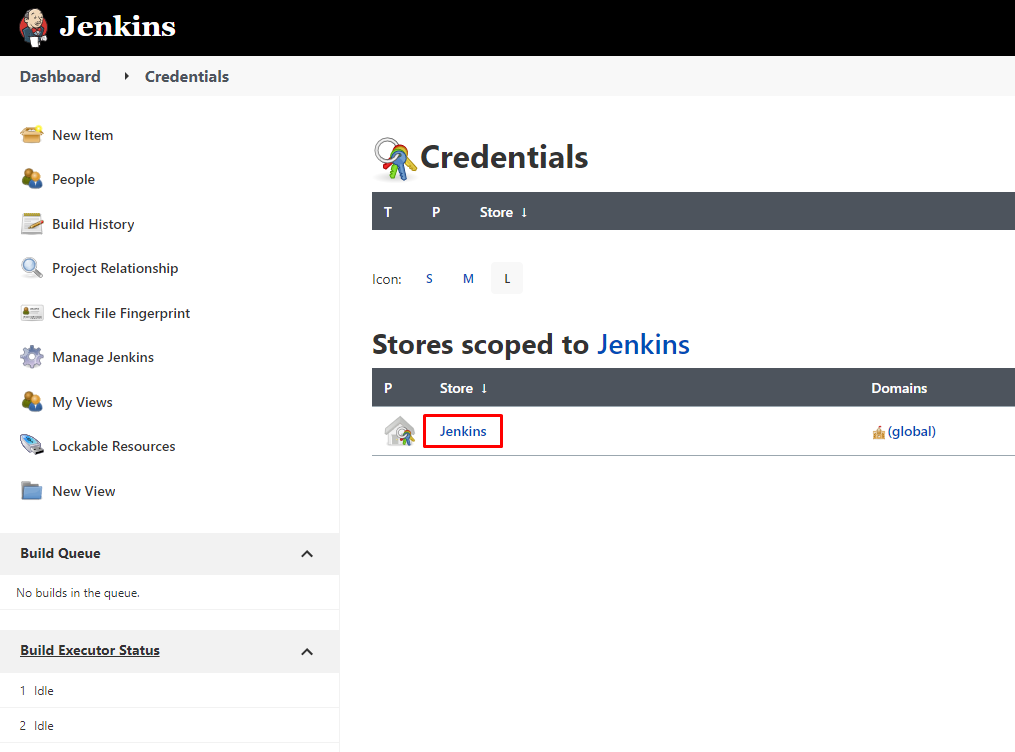 Jenkins
Dashboard Credentials
New Item
People
Build History
Project Relationship
Check File Fingerprint
Manage Jenkins
My Views
Lockable Resources
New View
Build Queue
No builds in the queue.
Build Executor Status
1 Idle
2 Idle
Credentials
T P Store ↓
Icon: S M L
Stores scoped to Jenkins
P Store ↓ Domains
Jenkins (global)